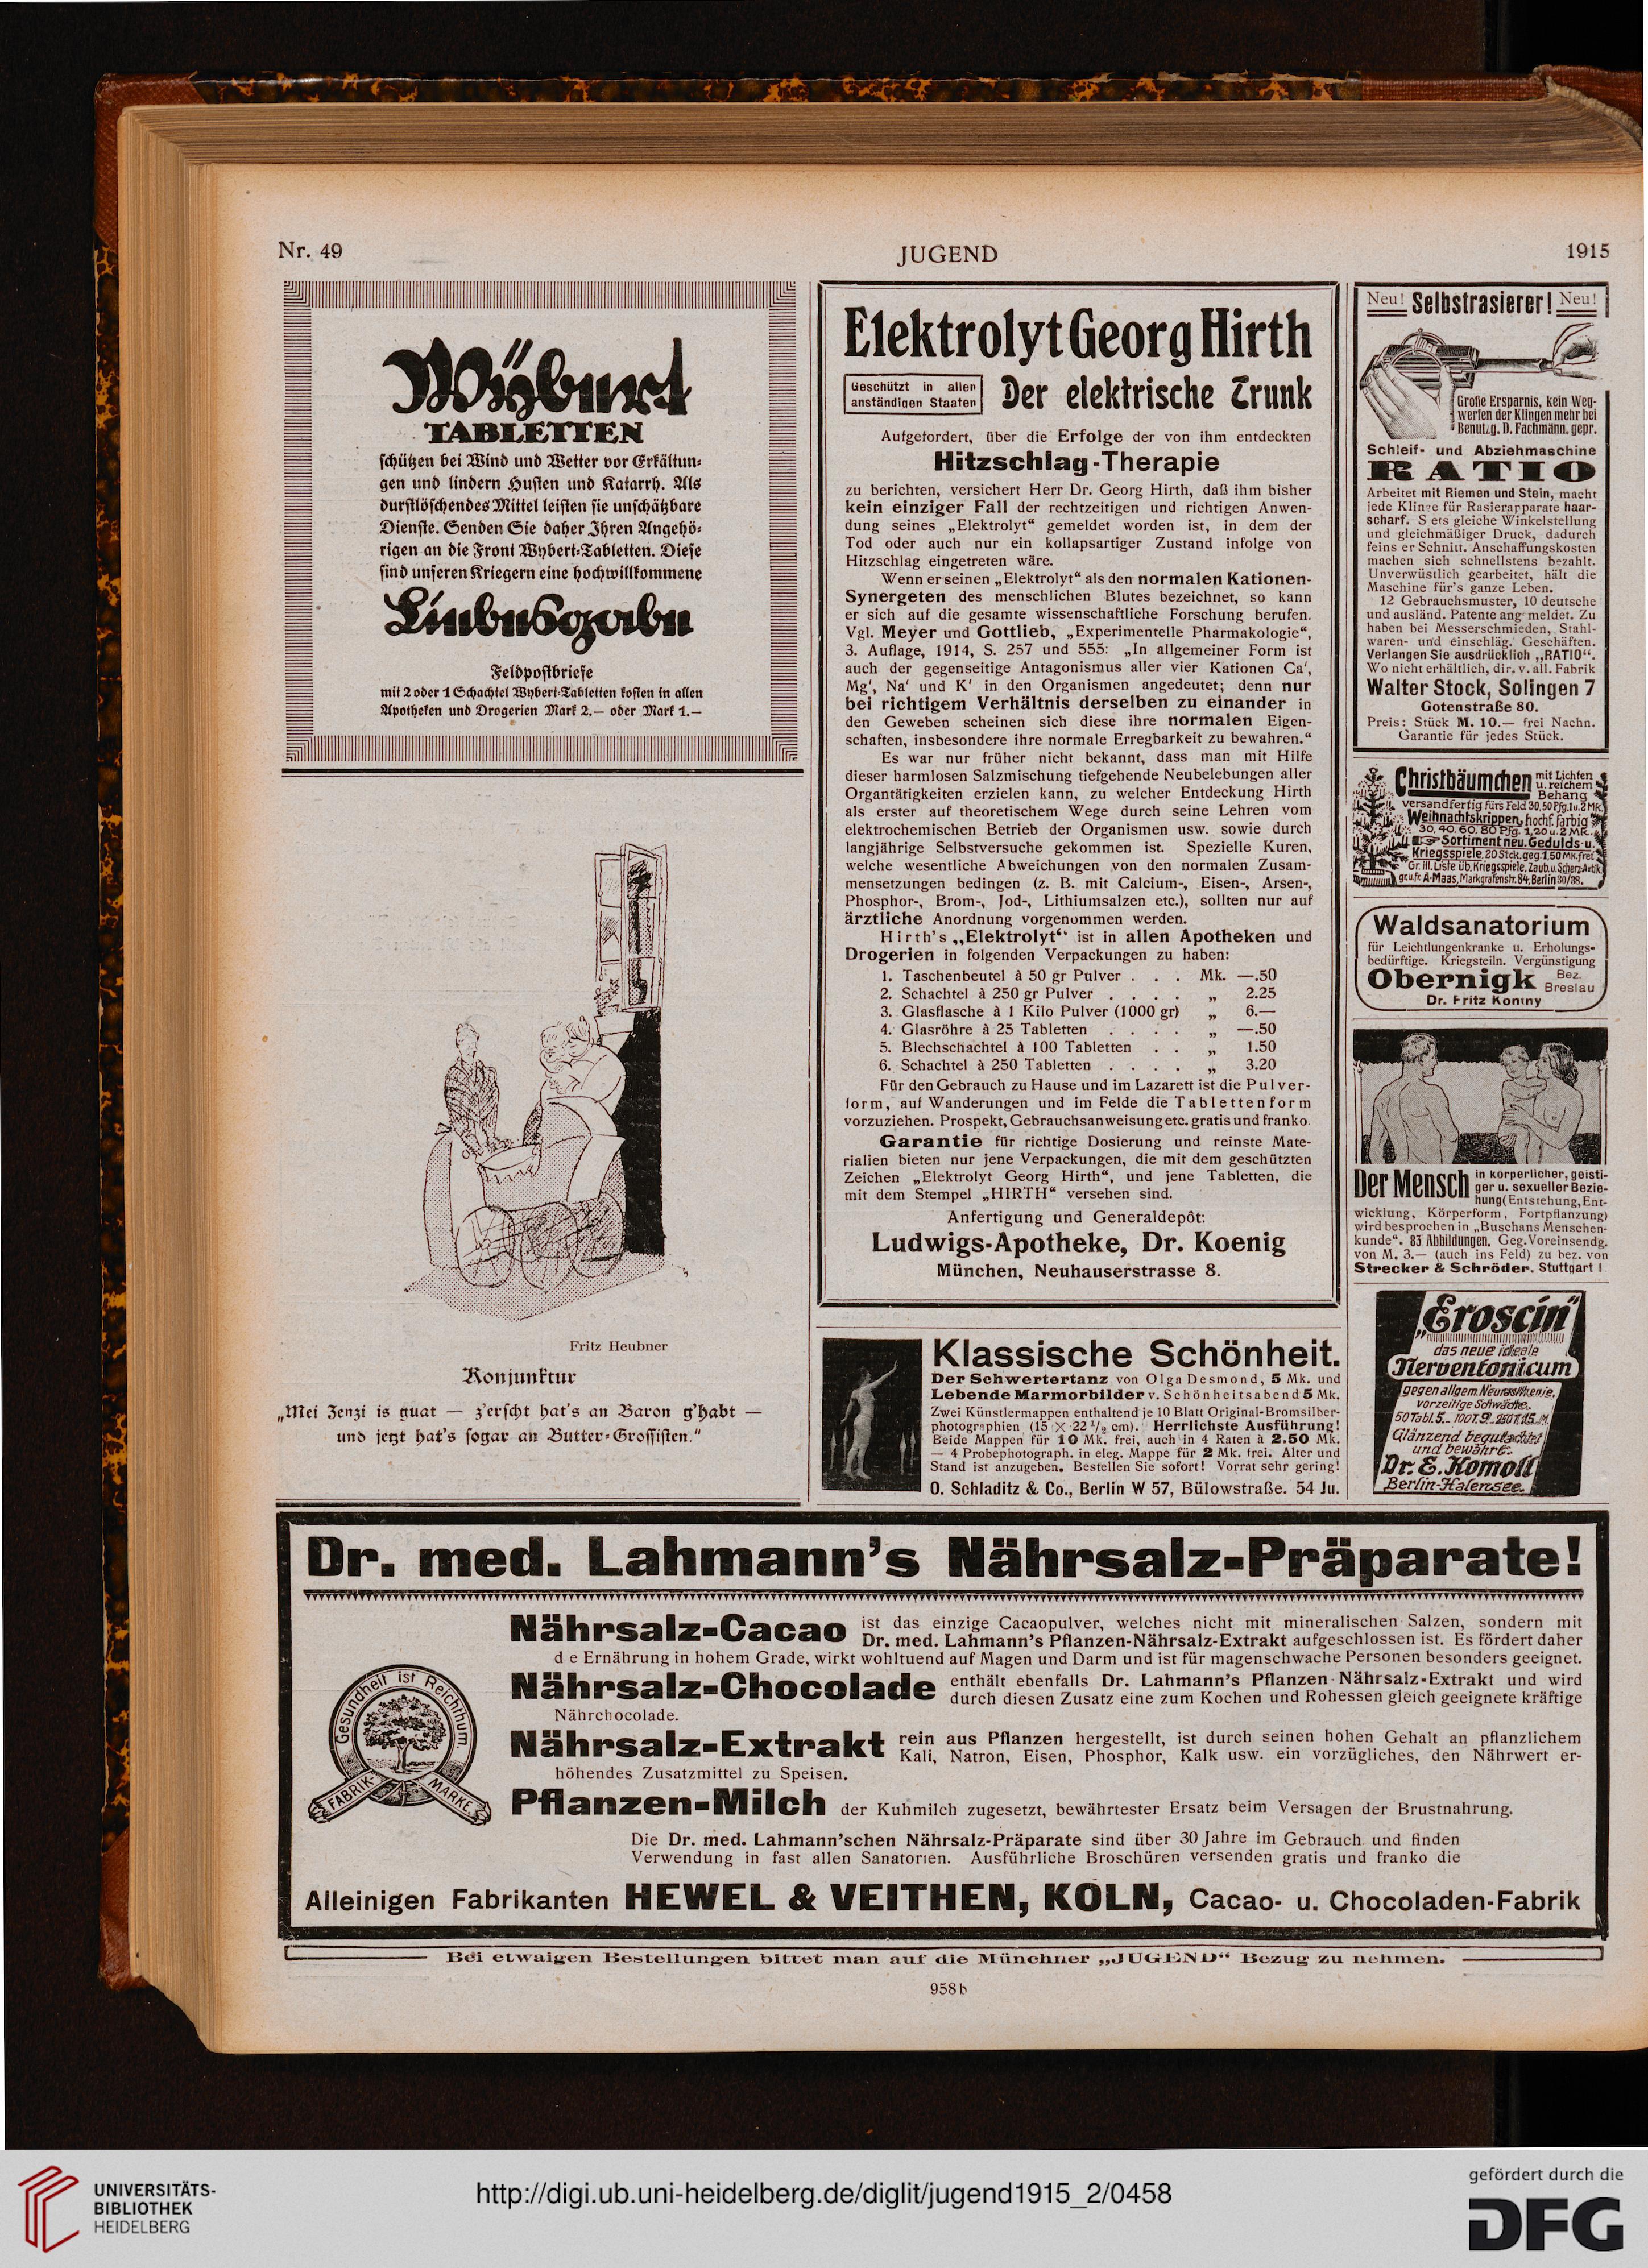 Nr. 49
JUGEND
1915
Wybert
TABLETTEN
schützen bei Wind und Wetter vor Erkältun-
gen und lindern Husten und Katarrh. Als
durstlöschendes Mittel leisten sie unschätzbare
Dienste. Senden Sie daher Ihren Angehö-
rigen an die Front Wybert-Tabletten. Diese
sind unseren Kriegern eine hochwillkommene
Liebesgabe
Feldpostbriefe
mit 2 oder 1 Schachtel Wybert-Tabletten kosten in allen
Apotheken und Drogerien Mark 2.— oder Mark 1.—
Fritz Heubner
Konjunktur
„Mei Zenzi is guat — z'erscht hat's an Baron g'habt —
und jetzt hat's sogar an Butter-Grossisten."
Elektrolyt Georg Hirth
Geschützt in allen
anständigen Staaten
Der elektrische Trunk
Aufgefordert, über die Erfolge der von ihm entdeckten
Hitzschlag-Therapie
zu berichten, versichert Herr Dr. Georg Hirth, daß ihm bisher
kein einziger Fall der rechtzeitigen und richtigen Anwen-
dung seines „Elektrolyt“ gemeldet worden ist, in dem der
Tod oder auch nur ein kollapsartiger Zustand infolge von
Hitzschlag eingetreten wäre.
Wenn er seinen „Elektrolyt“ als den normalen Kationen-
Synergeten des menschlichen Blutes bezeichnet, so kann
er sich auf die gesamte wissenschaftliche Forschung berufen.
Vgl. Meyer und Gottlieb, „Experimentelle Pharmakologie“,
3. Auflage, 1914, S. 257 und 555: „In allgemeiner Form ist
auch der gegenseitige Antagonismus aller vier Kationen Ca',
Mg', Na' und K' in den Organismen angedeutet; denn nur
bei richtigem Verhältnis derselben zu einander in
den Geweben scheinen sich diese ihre normalen Eigen-
schaften, insbesondere ihre normale Erregbarkeit zu bewahren.“
Es war nur früher nicht bekannt, dass man mit Hilfe
dieser harmlosen Salzmischung tiefgehende Neubelebungen aller
Organtätigkeiten erzielen kann, zu welcher Entdeckung Hirth
als erster auf theoretischem Wege durch seine Lehren vom
elektrochemischen Betrieb der Organismen usw. sowie durch
langjährige Selbstversuche gekommen ist. Spezielle Kuren,
welche wesentliche Abweichungen von den normalen Zusam-
mensetzungen bedingen (z. B. mit Calcium-, Eisen-, Arsen-,
Phosphor-, Brom-, Jod-, Lithiumsalzen etc.), sollten nur auf
ärztliche Anordnung vorgenommen werden.
Hirth's „Elektrolyt“ ist in allen Apotheken und
Drogerien in folgenden Verpackungen zu haben:
1. Taschenbeutel à 50 gr Pulver . . . Mk. —.50
2. Schachtel à 250 gr Pulver . . . . „ 2.25
3. Glasflasche à 1 Kilo Pulver (1000 gr) „ 6.—
4. Glasröhre à 25 Tabletten . . . . „ —.50
5. Blechschachtel à 100 Tabletten . . „ 1.50
6. Schachtel à 250 Tabletten . . . . „ 3.20
Für den Gebrauch zu Hause und im Lazarett ist die Pulver-
form, auf Wanderungen und im Felde die Tablettenform
vorzuziehen. Prospekt, Gebrauchsanweisung etc. gratis und franko.
Garantie für richtige Dosierung und reinste Mate-
rialien bieten nur jene Verpackungen, die mit dem geschützten
Zeichen „Elektrolyt Georg Hirth“, und jene Tabletten, die
mit dem Stempel „HIRTH“ versehen sind.
Anfertigung und Generaldepôt:
Ludwigs-Apotheke, Dr. Koenig
München, Neuhauserstrasse 8.
Klassische Schönheit.
Der Schwertertanz von Olga Desmond, 5 Mk. und
Lebende Marmorbilder v. Schönheitsabend 5 Mk.
Zwei Künstlermappen enthaltend je 10 Blatt Original-Bromsilber-
photographien (15 × 22 1/2 cm). Herrlichste Ausführung!
Beide Mappen für 10 Mk. frei, auch in 4 Raten à 2.50 Mk.
— 4 Probephotograph. in eleg. Mappe für 2 Mk. frei. Alter und
Stand ist anzugeben. Bestellen Sie sofort! Vorrat sehr gering!
O. Schladitz & Co., Berlin W 57, Bülowstraße. 54 Ju.
Neu! Selbstrasierer! Neu!
Große Ersparnis, kein Weg-
werfen der Klingen mehr bei
Benutzg. D. Fachmänn. gepr.
Schleif- und Abziehmaschine
RATIO
Arbeitet mit Riemen und Stein, macht
jede Klinge für Rasierapparate haar-
scharf. S ets gleiche Winkelstellung
und gleichmäßiger Druck, dadurch
feins er Schnitt. Anschaffungskosten
machen sich schnellstens bezahlt.
Unverwüstlich gearbeitet, hält die
Maschine für's ganze Leben.
12 Gebrauchsmuster, 10 deutsche
und ausländ. Patente ang meldet. Zu
haben bei Messerschmieden, Stahl-
waren- und einschläg. Geschäften.
Verlangen Sie ausdrücklich „RATIO“.
Wo nicht erhältlich, dir. v. all. Fabrik
Walter Stock, Solingen 7
Gotenstraße 80.
Preis: Stück M. 10.— frei Nachn.
Garantie für jedes Stück.
Christbäumchen mit Lichten
u. reichem
Behang
versandfertig fürs Feld 30, 50 Pfg. 1 u. 2 Mk.
Weihnachtskrippen, hochf. farbig
30, 40, 60, 80 Pfg. 1,20 u. 2 MK.
Sortiment neu. Gedulds- u.
Kriegsspiele. 20 Stck. geg. 1,50 Mk. frei
Gr. ill. Liste üb. Kriegsspiele, Zaub. u. Scherz-Artik.
gr. u. fr. A. Maas, Markgrafenstr. 84, Berlin 30/38.
Waldsanatorium
für Leichtlungenkranke u. Erholungs-
bedürftige. Kriegsteiln. Vergünstigung
Obernigk Bez.
Breslau
Dr. Fritz Kontny
Der Mensch in körperlicher, geisti-
ger u. sexueller Bezie-
hung (Entstehung, Ent-
wicklung, Körperform, Fortpflanzung)
wird besprochen in „Buschans Menschen-
kunde“. 83 Abbildungen. Geg. Voreinsendg.
von M. 3.— (auch ins Feld) zu bez. von
Strecker & Schröder, Stuttgart I
„Eroscin“
das neue ideale
Nerventonicum
gegen allgem. Neurasthenie,
vorzeitige Schwäche.
50 Tabl. 5.- 100 T. 9.- 250 T. 15.- M.
Glänzend begutachtet
und bewährt.
Dr. E. Komoll
Berlin-Halensee.
Dr. med. Lahmann's Nährsalz-Präparate!
Gesundheit ist Reichthum.
FABRIK-
MARKE.
Nährsalz-Cacao ist das einzige Cacaopulver, welches nicht mit mineralischen Salzen, sondern mit
Dr. med. Lahmann's Pflanzen-Nährsalz-Extrakt aufgeschlossen ist. Es fördert daher
d e Ernährung in hohem Grade, wirkt wohltuend auf Magen und Darm und ist für magenschwache Personen besonders geeignet.
Nährsalz-Chocolade enthält ebenfalls Dr. Lahmann's Pflanzen-Nährsalz-Extrakt und wird
durch diesen Zusatz eine zum Kochen und Rohessen gleich geeignete kräftige
Nährchocolade.
Nährsalz-Extrakt rein aus Pflanzen hergestellt, ist durch seinen hohen Gehalt an pflanzlichem
Kali, Natron, Eisen, Phosphor, Kalk usw. ein vorzügliches, den Nährwert er-
höhendes Zusatzmittel zu Speisen.
Pflanzen-Milch der Kuhmilch zugesetzt, bewährtester Ersatz beim Versagen der Brustnahrung.
Die Dr. med. Lahmann'schen Nährsalz-Präparate sind über 30 Jahre im Gebrauch und finden
Verwendung in fast allen Sanatorien. Ausführliche Broschüren versenden gratis und franko die
Alleinigen Fabrikanten HEWEL & VEITHEN, KÖLN, Cacao- u. Chocoladen-Fabrik
Bei etwaigen Bestellungen bittet man auf die Münchner „JUGEND“ Bezug zu nehmen.
958 b
UNIVERSITÄTS-
BIBLIOTHEK
HEIDELBERG
http://digi.ub.uni-heidelberg.de/diglit/jugend1915_2/0458
gefördert durch die
DFG